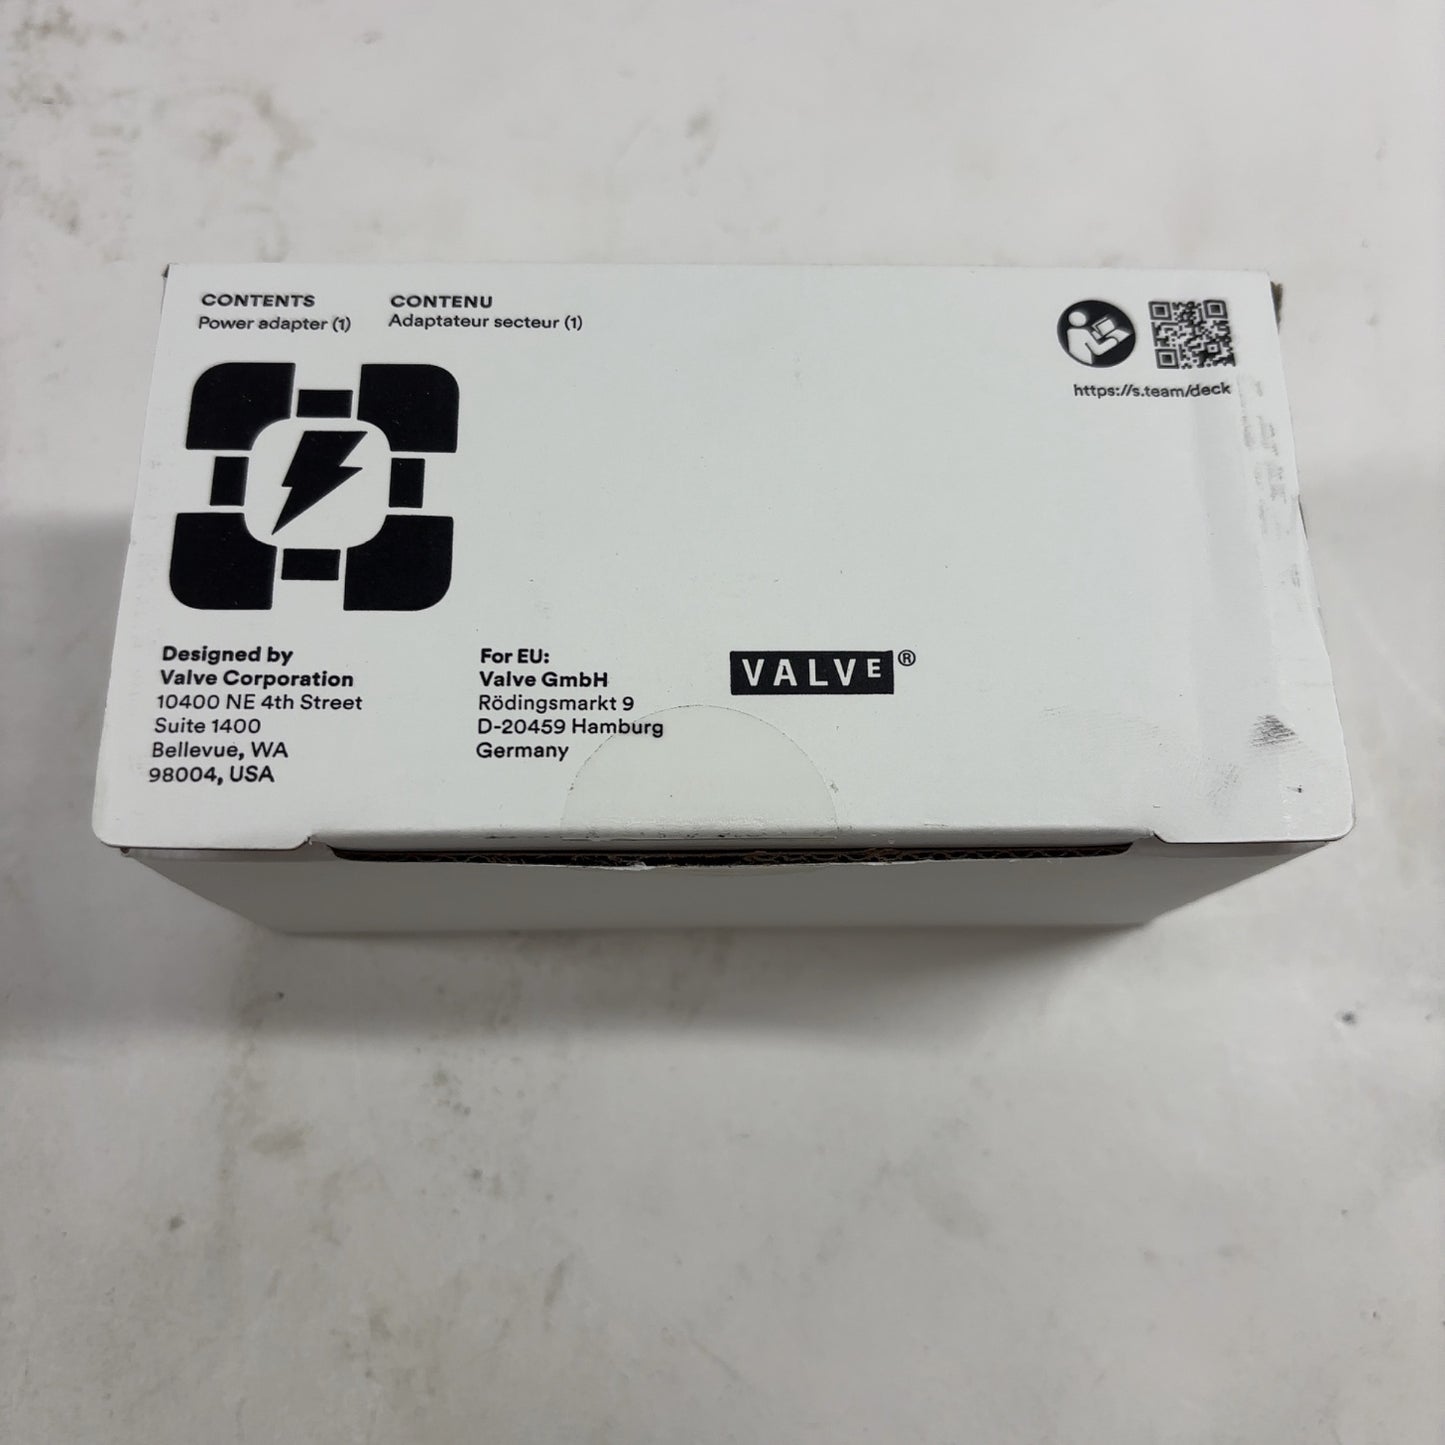 CONTENTS
Power adapter (1)
CONTENU
Adaptateur secteur (1)
https://s.team/deck
Designed by
Valve Corporation
10400 NE 4th Street
Suite 1400
Bellevue, WA
98004, USA
For EU:
Valve GmbH
Rödingsmarkt 9
D-20459 Hamburg
Germany
VALVE®